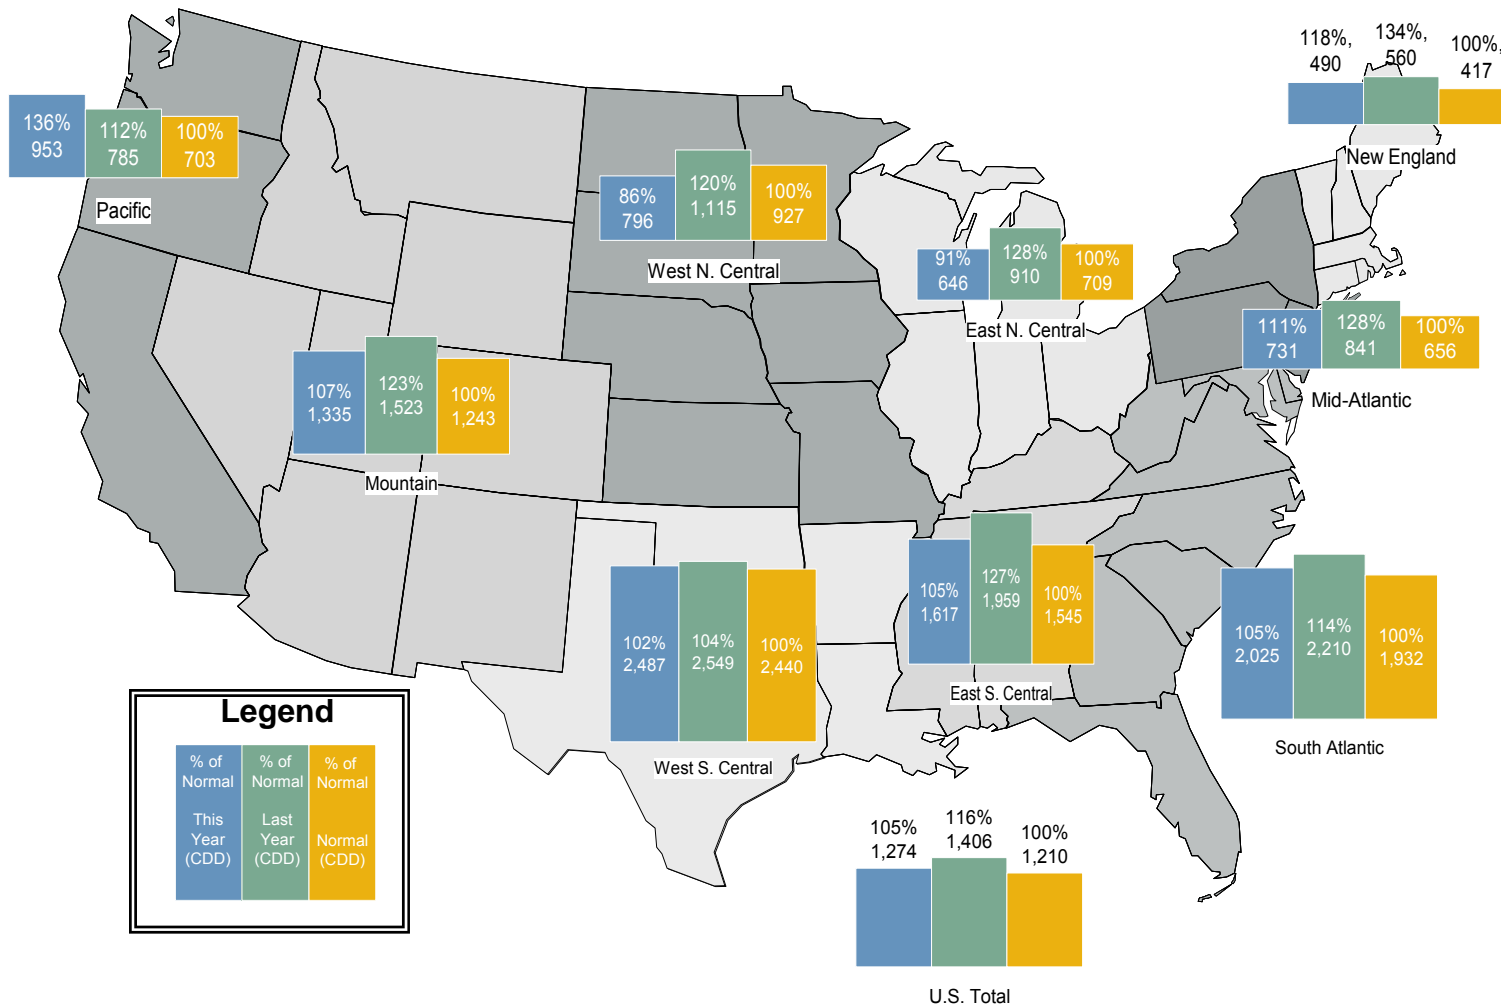 118%,
490
134%,
560
100%,
417
New England
136%
953
112%
785
100%
703
Pacific
86%
796
120%
1,115
100%
927
West N. Central
91%
646
128%
910
100%
709
East N. Central
111%
731
128%
841
100%
656
Mid-Atlantic
107%
1,335
123%
1,523
100%
1,243
Mountain
102%
2,487
104%
2,549
100%
2,440
West S. Central
105%
1,617
127%
1,959
100%
1,545
East S. Central
105%
2,025
114%
2,210
100%
1,932
South Atlantic
Legend
% of
Normal
This
Year
(CDD)
% of
Normal
Last
Year
(CDD)
% of
Normal
Normal
(CDD)
105%
1,274
116%
1,406
100%
1,210
U.S. Total